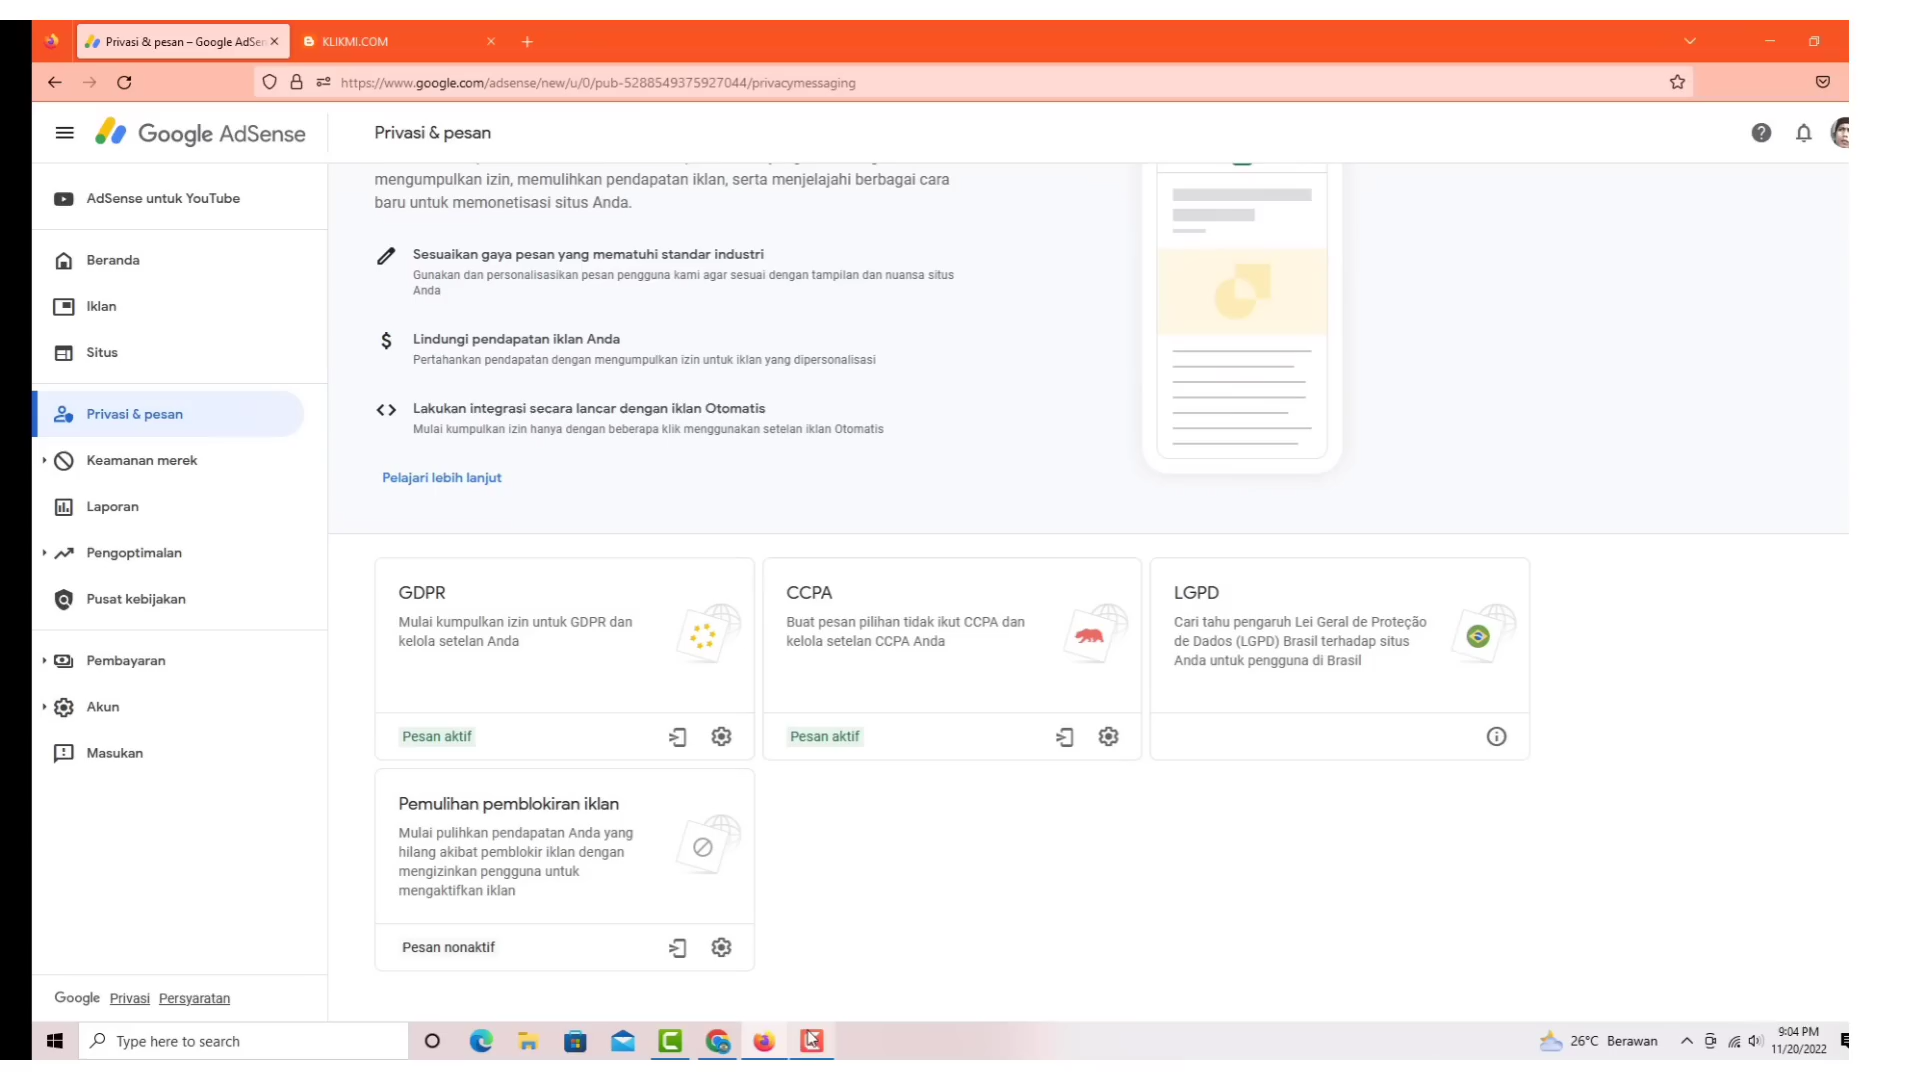 Privasi & pesan – Google AdSen
KLIKMI.COM
https://www.google.com/adsense/new/u/0/pub-5288549375927044/privacymessaging
Google AdSense
Privasi & pesan
AdSense untuk YouTube
Beranda
Iklan
Situs
Privasi & pesan
Keamanan merek
Laporan
Pengoptimalan
Pusat kebijakan
Pembayaran
Akun
Masukan
Google Privasi Persyaratan
mengumpulkan izin, memulihkan pendapatan iklan, serta menjelajahi berbagai cara
baru untuk memonetisasi situs Anda.
Sesuaikan gaya pesan yang mematuhi standar industri
Gunakan dan personalisasikan pesan pengguna kami agar sesuai dengan tampilan dan nuansa situs
Anda
Lindungi pendapatan iklan Anda
Pertahankan pendapatan dengan mengumpulkan izin untuk iklan yang dipersonalisasi
Lakukan integrasi secara lancar dengan iklan Otomatis
Mulai kumpulkan izin hanya dengan beberapa klik menggunakan setelan iklan Otomatis
Pelajari lebih lanjut
GDPR
Mulai kumpulkan izin untuk GDPR dan
kelola setelan Anda
Pesan aktif
CCPA
Buat pesan pilihan tidak ikut CCPA dan
kelola setelan CCPA Anda
Pesan aktif
LGPD
Cari tahu pengaruh Lei Geral de Proteção
de Dados (LGPD) Brasil terhadap situs
Anda untuk pengguna di Brasil
Pemulihan pemblokiran iklan
Mulai pulihkan pendapatan Anda yang
hilang akibat pemblokir iklan dengan
mengizinkan pengguna untuk
mengaktifkan iklan
Pesan nonaktif
Type here to search
26°C Berawan
9:04 PM
11/20/2022